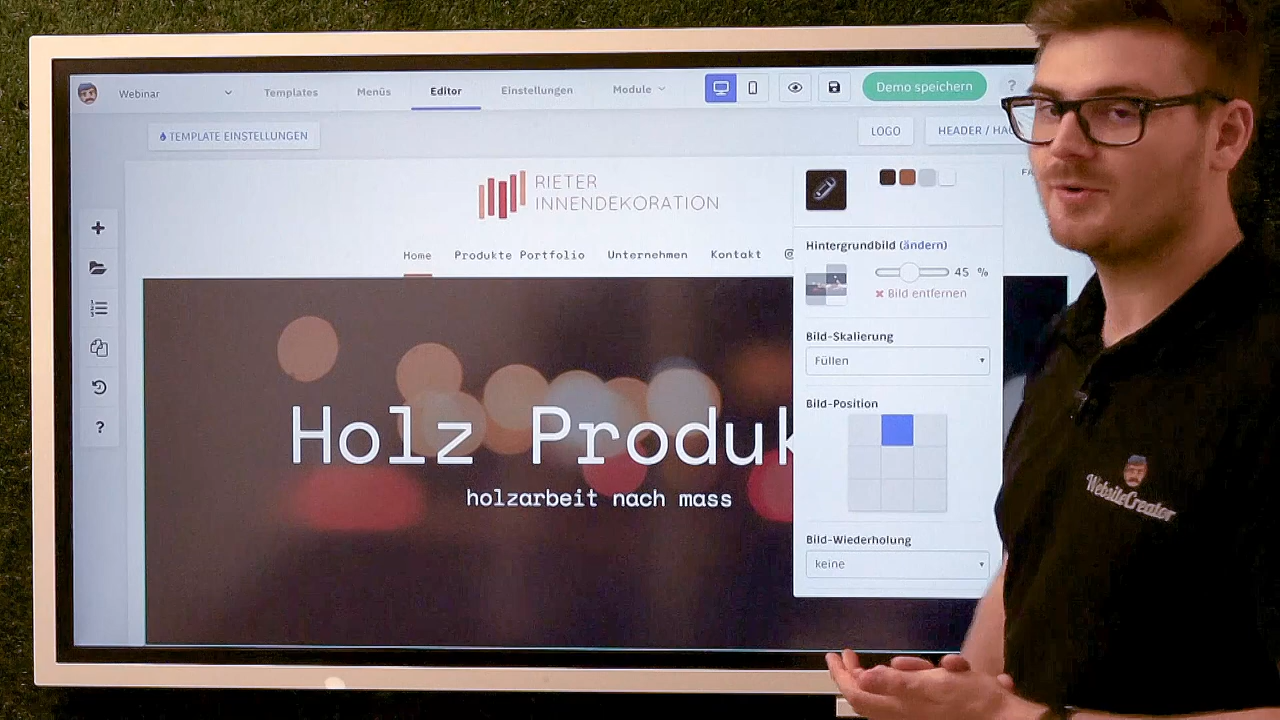 Webinar
Templates
Menüs
Editor
Einstellungen
Module
Demo speichern
?
TEMPLATE EINSTELLUNGEN
LOGO
HEADER /
RIETER
INNENDEKORATION
Home
Produkte Portfolio
Unternehmen
Kontakt
Hintergrundbild (ändern)
45 %
Bild entfernen
Bild-Skalierung
Füllen
Bild-Position
Bild-Wiederholung
keine
Holz Produk
holzarbeit nach mass
?
WebsiteCreator